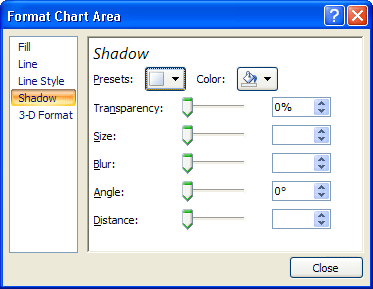 Format Chart Area
Fill
Line
Line Style
Shadow
3-D Format
Shadow
Presets: Color:
Transparency: 0%
Size:
Blur:
Angle: 0°
Distance:
Close